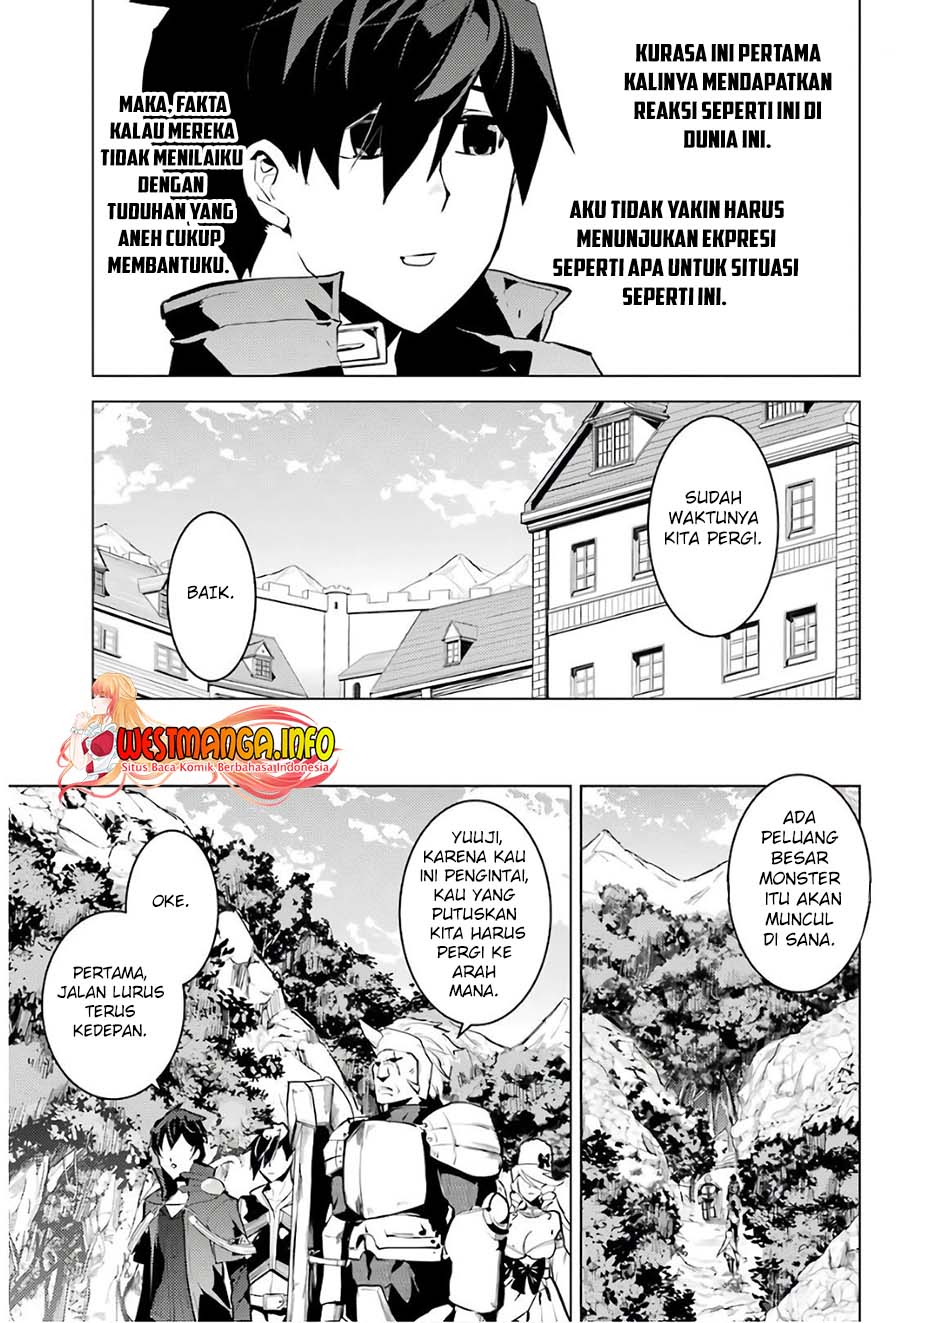 KURASA INI PERTAMA
KALINYA MENDAPATKAN
REAKSI SEPERTI INI DI
DUNIA INI.
AKU TIDAK YAKIN HARUS
MENUNJUKAN EKPRESI
SEPERTI APA UNTUK SITUASI
SEPERTI INI.
MAKA, FAKTA
KALAU MEREKA
TIDAK MENILAIKU
DENGAN
TUDUHAN YANG
ANEH CUKUP
MEMBANTUKU.
SUDAH
WAKTUNYA
KITA PERGI.
BAIK.
WESTMANGA.INFO
Situs Baca Komik Berbahasa Indonesia
ADA
PELUANG
BESAR
MONSTER
ITU AKAN
MUNCUL
DI SANA.
YUUJI,
KARENA KAU
INI PENGINTAI,
KAU YANG
PUTUSKAN
KITA HARUS
PERGI KE
ARAH
MANA.
OKE.
PERTAMA,
JALAN LURUS
TERUS
KEDEPAN.